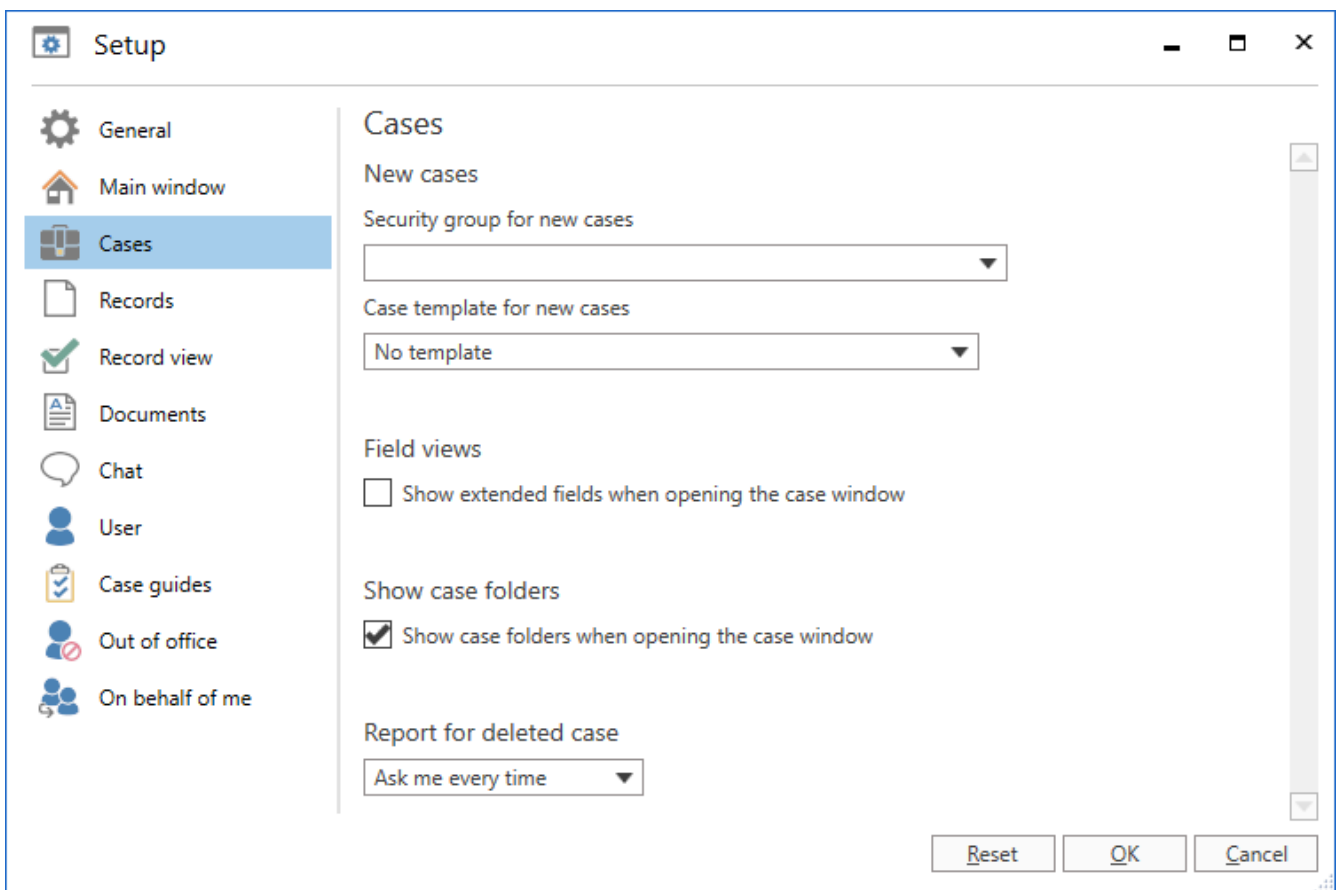 Setup
General
Main window
Cases
Records
Record view
Documents
Chat
User
Case guides
Out of office
On behalf of me
Cases
New cases
Security group for new cases
Case template for new cases
No template
Field views
Show extended fields when opening the case window
Show case folders
Show case folders when opening the case window
Report for deleted case
Ask me every time
Reset
OK
Cancel